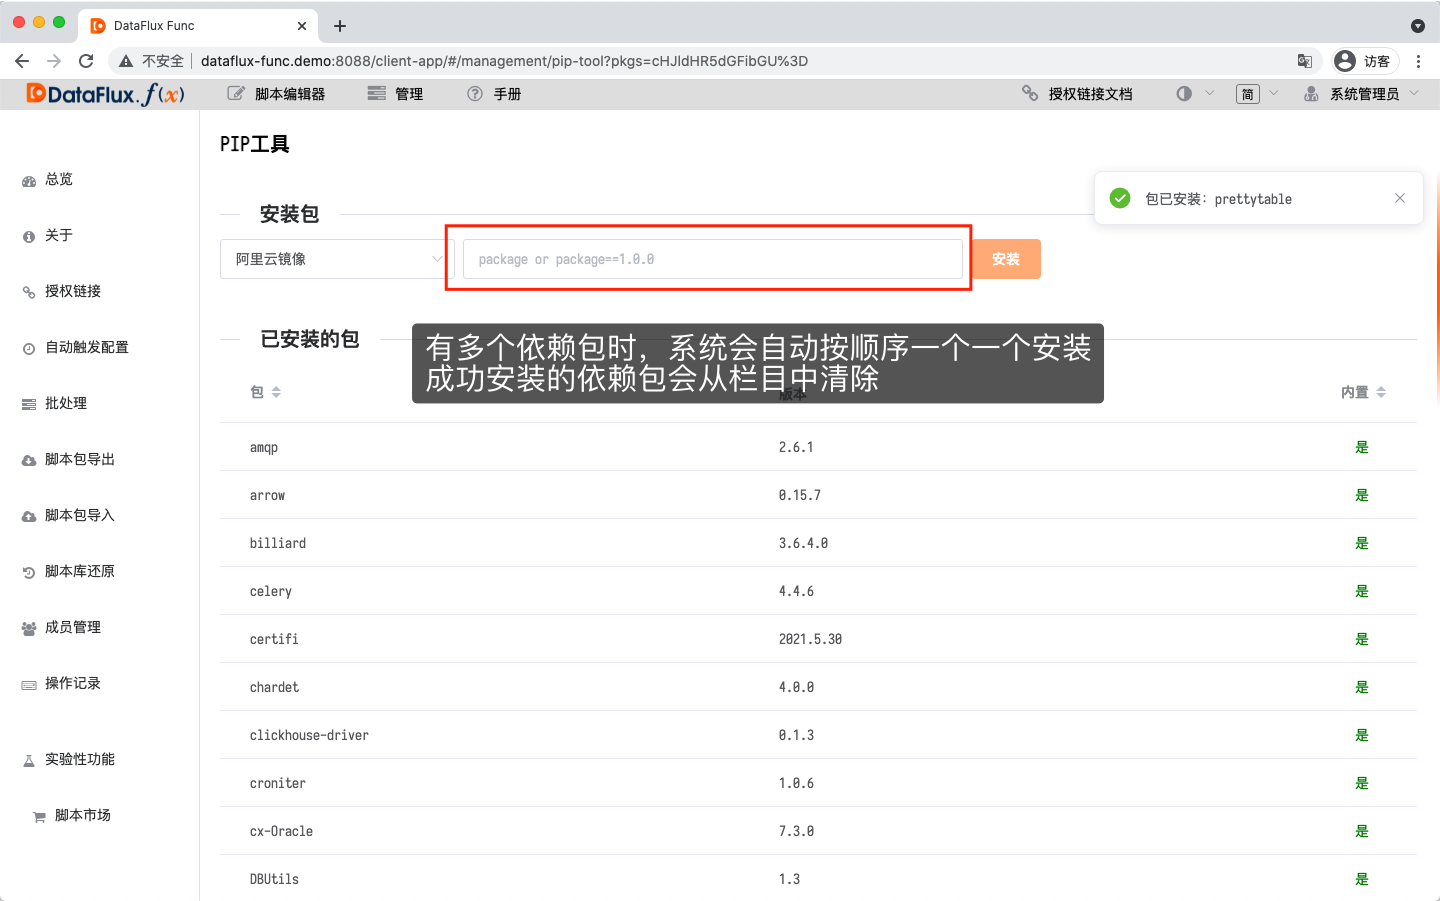 DataFlux Func
不安全
dataflux-func.demo:8088/client-app/#/management/pip-tool?pkgs=cHJldHR5dGFibGU%3D
访客
DataFlux.f(x)
脚本编辑器
管理
手册
授权链接文档
简
系统管理员
PIP工具
总览
关于
授权链接
自动触发配置
批处理
脚本包导出
脚本包导入
脚本库还原
成员管理
操作记录
实验性功能
脚本市场
包已安装：prettytable
安装包
阿里云镜像
package or package==1.0.0
安装
已安装的包
有多个依赖包时，系统会自动按顺序一个一个安装
成功安装的依赖包会从栏目中清除
包
版本
内置
amqp 2.6.1 是
arrow 0.15.7 是
billiard 3.6.4.0 是
celery 4.4.6 是
certifi 2021.5.30 是
chardet 4.0.0 是
clickhouse-driver 0.1.3 是
croniter 1.0.6 是
cx-Oracle 7.3.0 是
DBUtils 1.3 是